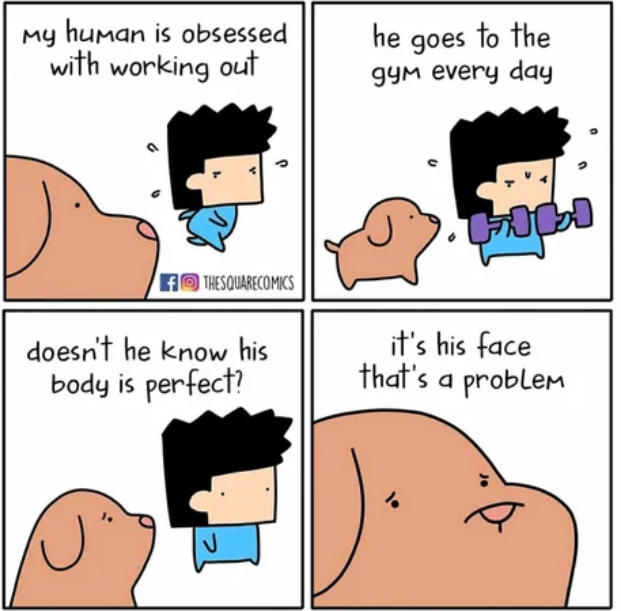 my human is obsessed
with working out
he goes to the
gym every day
THESQUARECOMICS
doesn't he know his
body is perfect?
it's his face
that's a problem